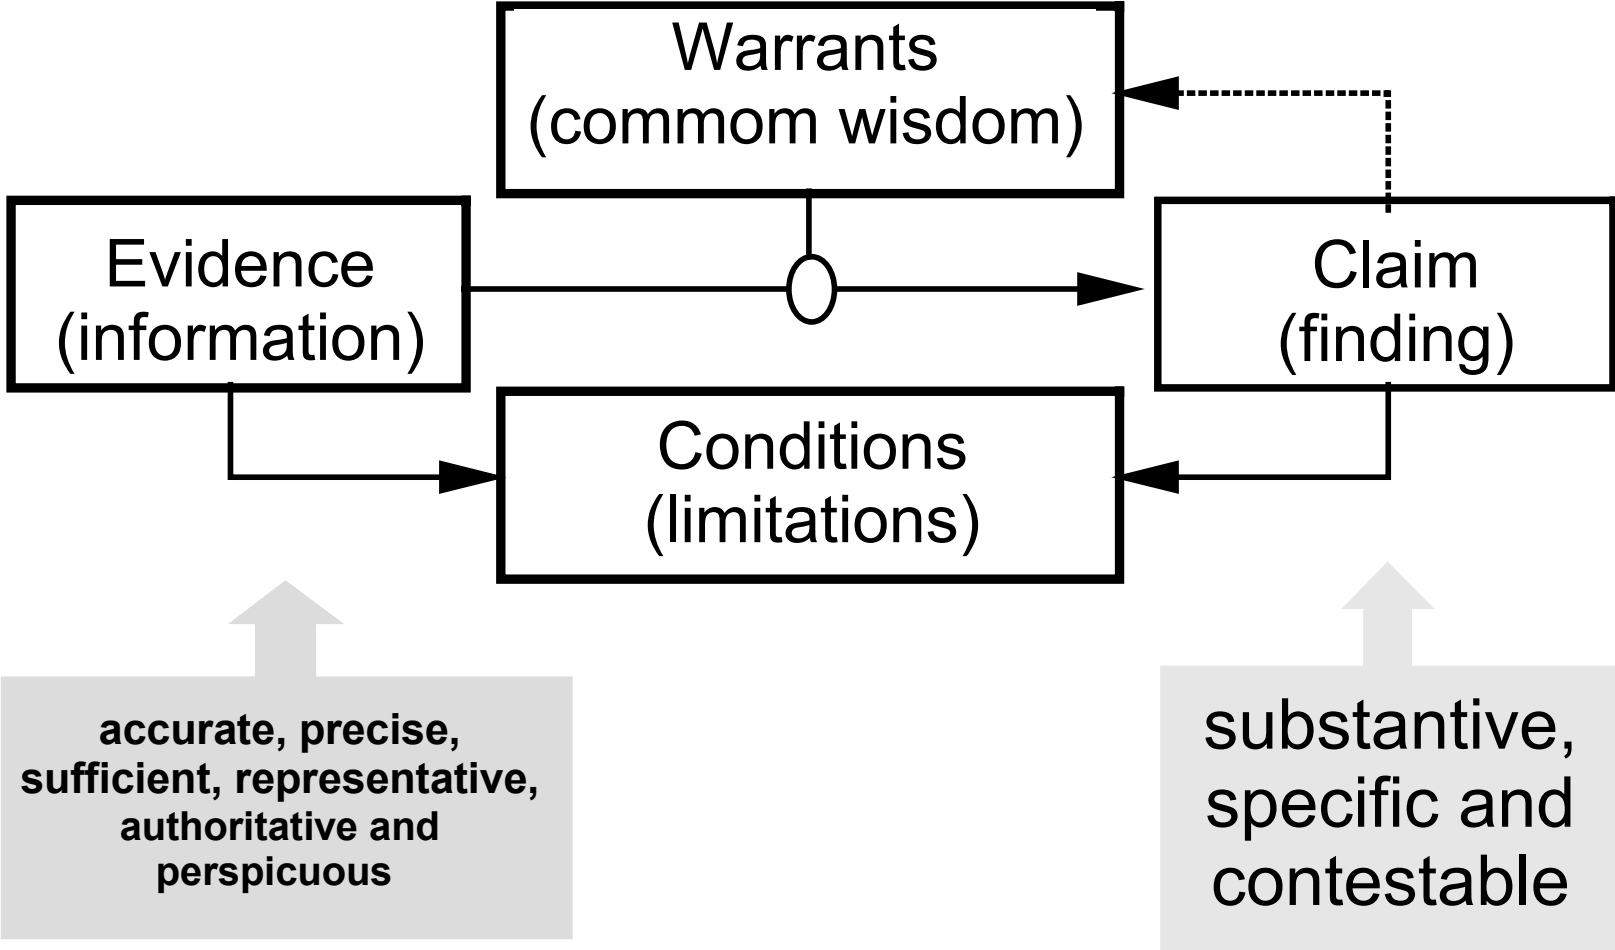 Warrants
(commom wisdom)
Evidence
(information)
Claim
(finding)
Conditions
(limitations)
accurate, precise,
sufficient, representative,
authoritative and
perspicuous
substantive,
specific and
contestable